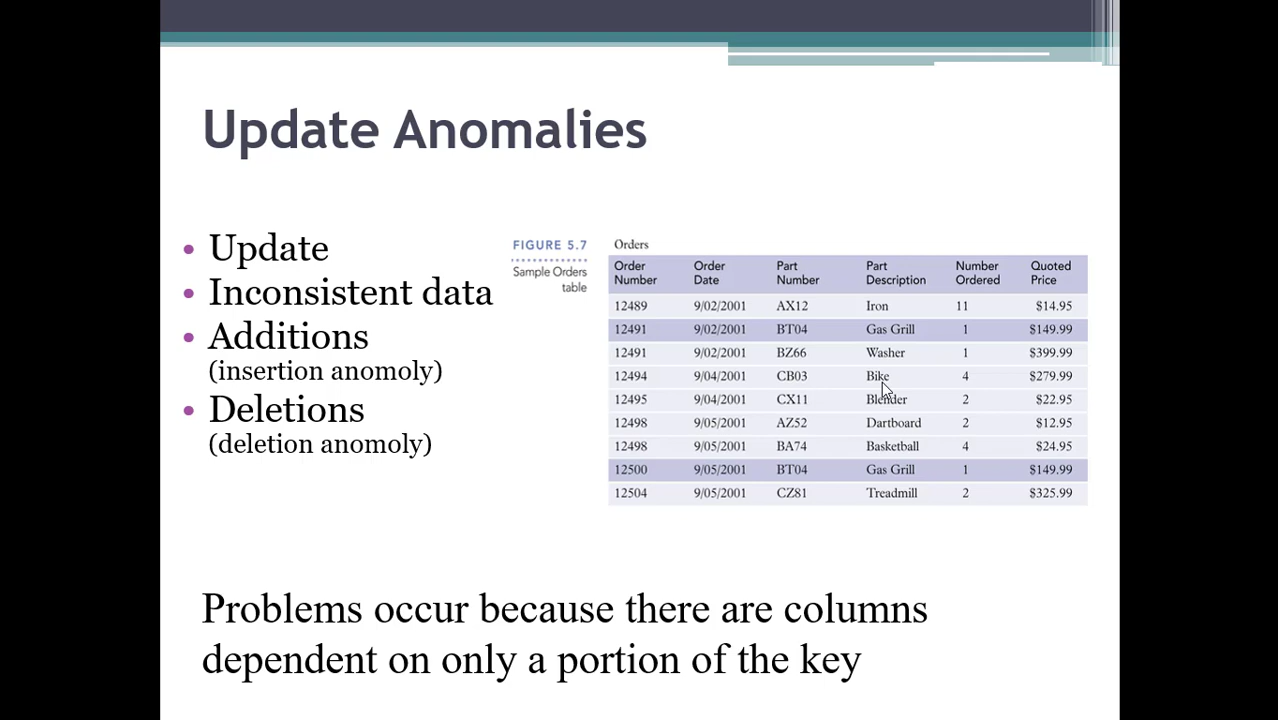 Update Anomalies
• Update
• Inconsistent data
• Additions
(insertion anomoly)
• Deletions
(deletion anomoly)
FIGURE 5.7
Sample Orders
table
Orders
Order Number Order Date Part Number Part Description Number Ordered Quoted Price
12489 9/02/2001 AX12 Iron 11 $14.95
12491 9/02/2001 BT04 Gas Grill 1 $149.99
12491 9/02/2001 BZ66 Washer 1 $399.99
12494 9/04/2001 CB03 Bike 4 $279.99
12495 9/04/2001 CX11 Blender 2 $22.95
12498 9/05/2001 AZ52 Dartboard 2 $12.95
12498 9/05/2001 BA74 Basketball 4 $24.95
12500 9/05/2001 BT04 Gas Grill 1 $149.99
12504 9/05/2001 CZ81 Treadmill 2 $325.99
Problems occur because there are columns
dependent on only a portion of the key